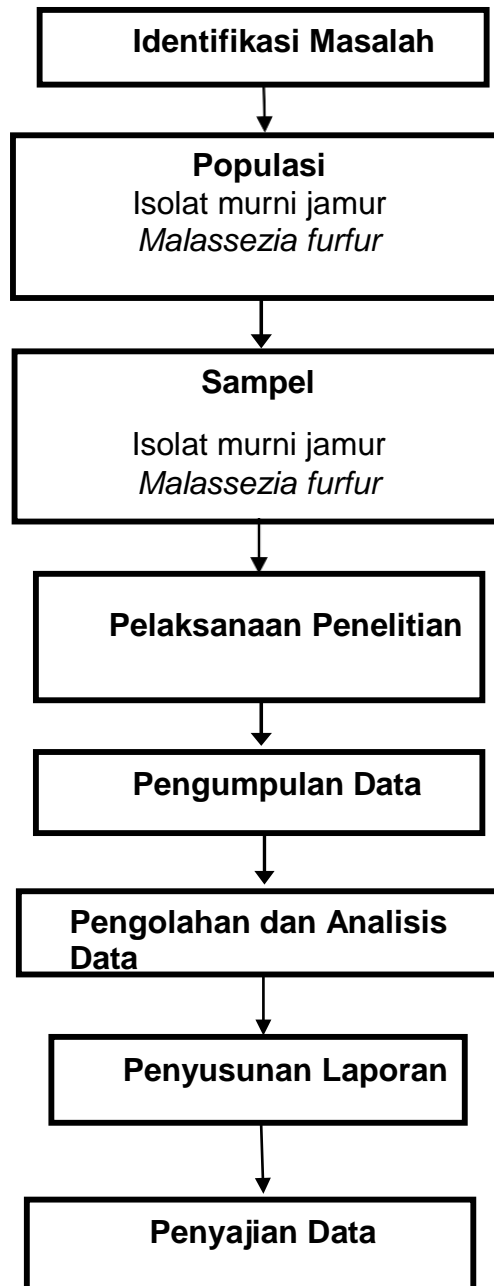 Identifikasi Masalah
Populasi
Isolat murni jamur
Malassezia furfur
Sampel
Isolat murni jamur
Malassezia furfur
Pelaksanaan Penelitian
Pengumpulan Data
Pengolahan dan Analisis
Data
Penyusunan Laporan
Penyajian Data